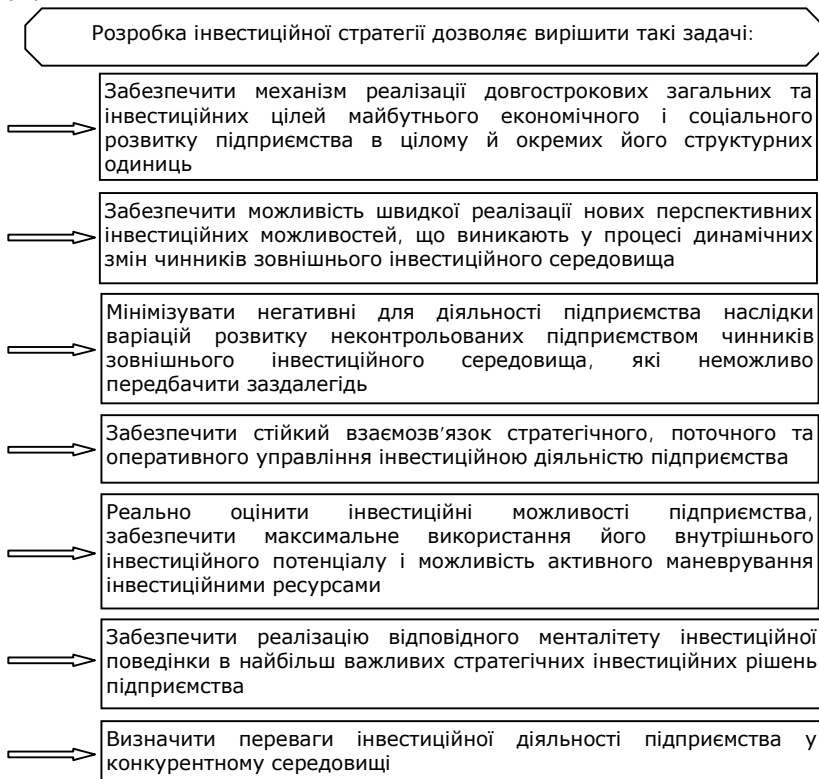 Розробка інвестиційної стратегії дозволяє вирішити такі задачі:
Забезпечити механізм реалізації довгострокових загальних та
інвестиційних цілей майбутнього економічного і соціального
розвитку підприємства в цілому й окремих його структурних
одиниць
Забезпечити можливість швидкої реалізації нових перспективних
інвестиційних можливостей, що виникають у процесі динамічних
змін чинників зовнішнього інвестиційного середовища
Мінімізувати негативні для діяльності підприємства наслідки
варіацій розвитку неконтрольованих підприємством чинників
зовнішнього інвестиційного середовища, які неможливо
передбачити заздалегідь
Забезпечити стійкий взаємозв'язок стратегічного, поточного та
оперативного управління інвестиційною діяльністю підприємства
Реально оцінити інвестиційні можливості підприємства,
забезпечити максимальне використання його внутрішнього
інвестиційного потенціалу і можливість активного маневрування
інвестиційними ресурсами
Забезпечити реалізацію відповідного менталітету інвестиційної
поведінки в найбільш важливих стратегічних інвестиційних рішень
підприємства
Визначити переваги інвестиційної діяльності підприємства у
конкурентному середовищі